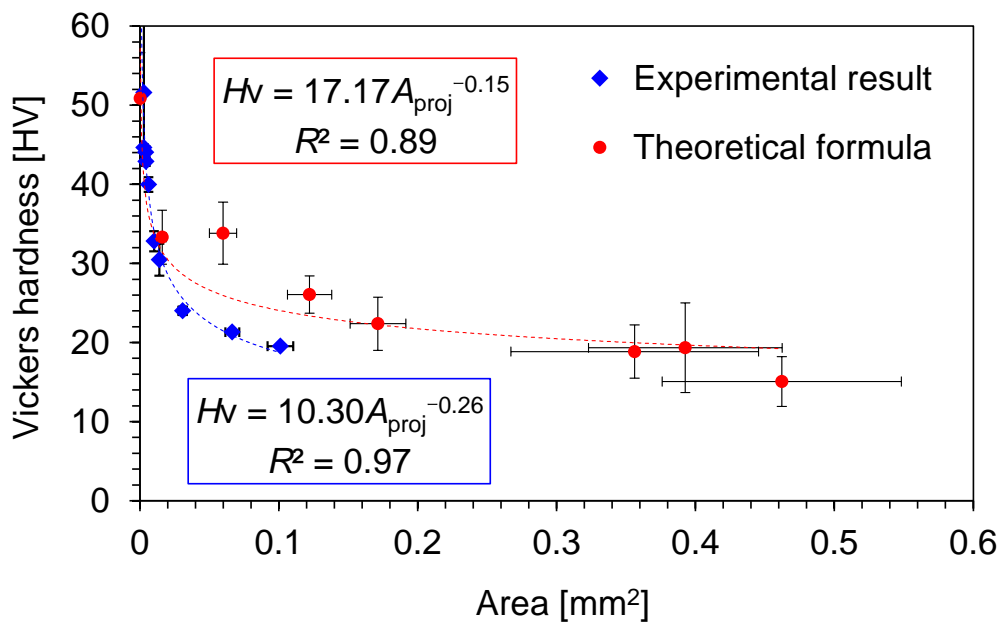 60
50
40
30
20
10
0
Vickers hardness [HV]
Hv = 17.17A_proj^−0.15
R² = 0.89
Experimental result
Theoretical formula
Hv = 10.30A_proj^−0.26
R² = 0.97
0 0.1 0.2 0.3 0.4 0.5 0.6
Area [mm²]